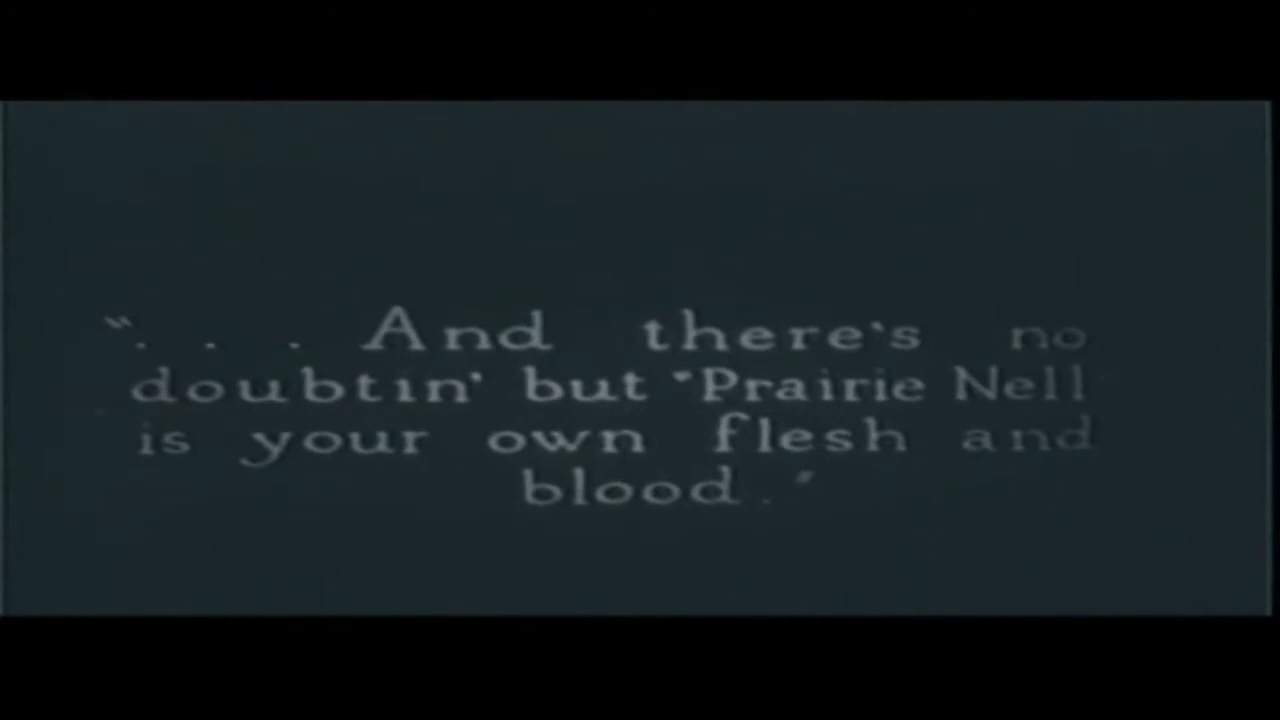 ". . . And there's no
doubtin' but "Prairie Nell"
is your own flesh and
blood."